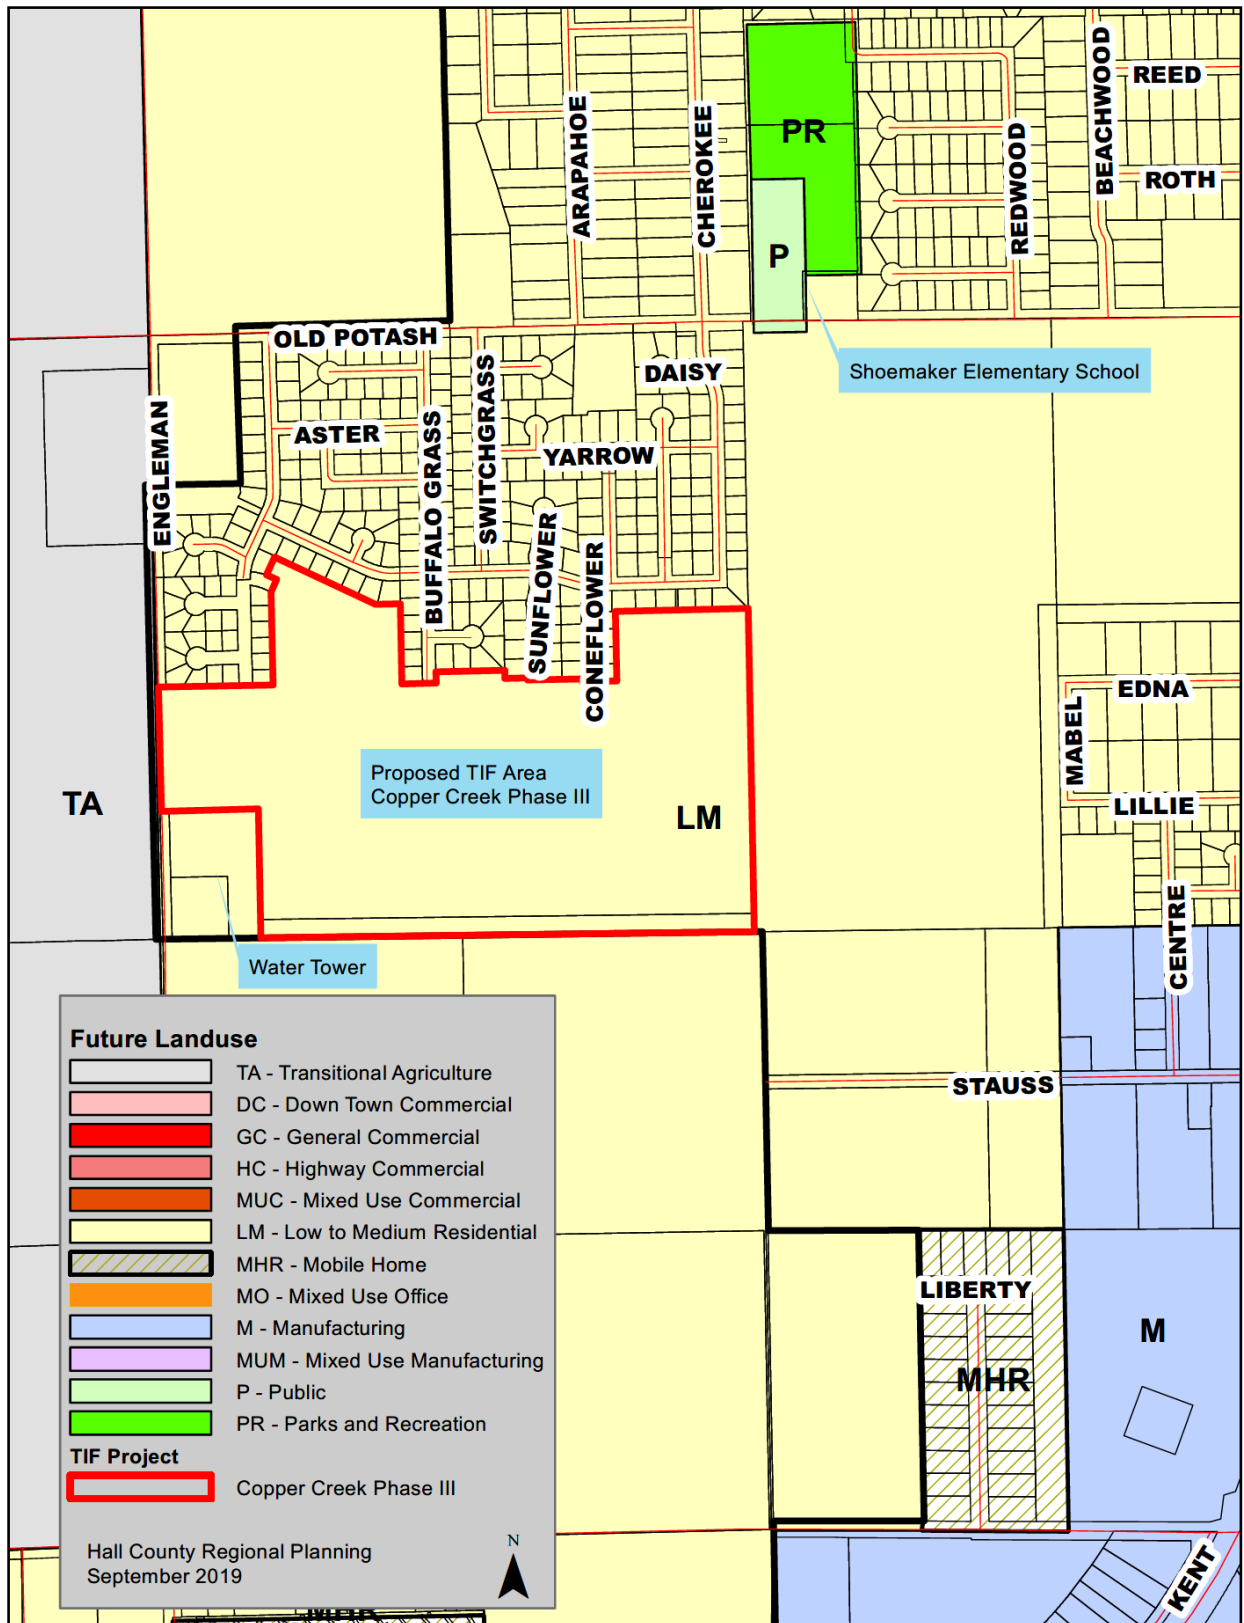 REED
BEACHWOOD
ARAPAHOE
CHEROKEE
PR
REDWOOD
ROTH
P
OLD POTASH
SWITCHGRASS
DAISY
Shoemaker Elementary School
ENGLEMAN
ASTER
BUFFALO GRASS
YARROW
SUNFLOWER
CONEFLOWER
EDNA
MABEL
Proposed TIF Area
Copper Creek Phase III
TA
LM
LILLIE
CENTRE
Water Tower
STAUSS
Future Landuse
TA - Transitional Agriculture
DC - Down Town Commercial
GC - General Commercial
HC - Highway Commercial
MUC - Mixed Use Commercial
LM - Low to Medium Residential
MHR - Mobile Home
MO - Mixed Use Office
M - Manufacturing
MUM - Mixed Use Manufacturing
P - Public
PR - Parks and Recreation
TIF Project
Copper Creek Phase III
Hall County Regional Planning
September 2019
N
LIBERTY
M
MHR
KENT
MHR